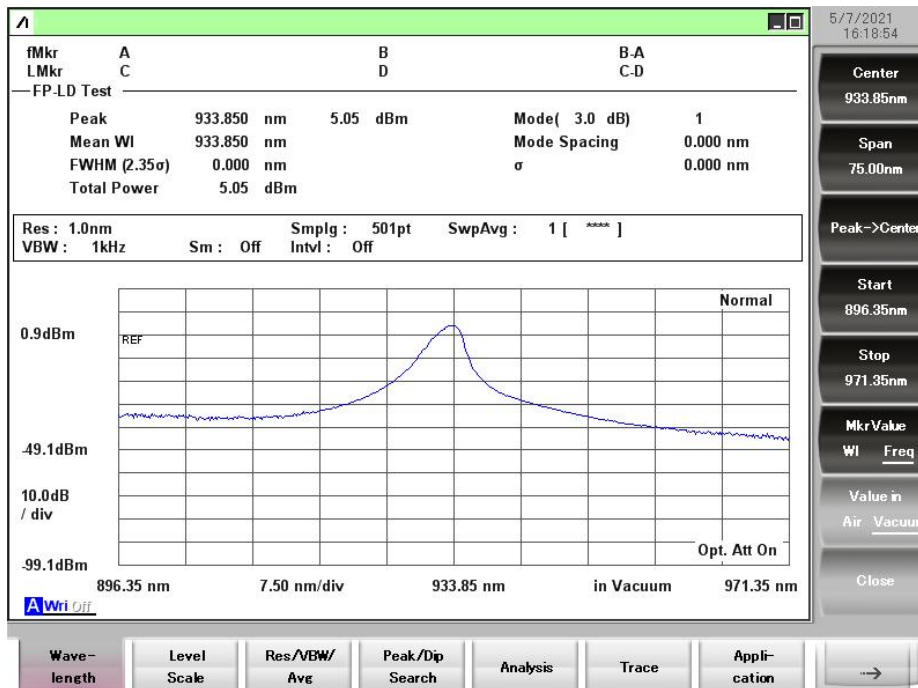 5/7/2021
16:18:54
fMkr A B B-A
LMkr C D C-D
FP-LD Test
Peak 933.850 nm 5.05 dBm Mode( 3.0 dB) 1
Mean Wl 933.850 nm Mode Spacing 0.000 nm
FWHM (2.35σ) 0.000 nm σ 0.000 nm
Total Power 5.05 dBm
Res : 1.0nm Smplg : 501pt SwpAvg : 1 [ **** ]
VBW : 1kHz Sm : Off Intvl : Off
Normal
0.9dBm
REF
-49.1dBm
10.0dB
/ div
Opt. Att On
-99.1dBm
896.35 nm 7.50 nm/div 933.85 nm in Vacuum 971.35 nm
A Wri Off
Center
933.85nm
Span
75.00nm
Peak->Center
Start
896.35nm
Stop
971.35nm
MkrValue
Wl Freq
Value in
Air Vacuu
Close
Wave-
length
Level
Scale
Res/VBW/
Avg
Peak/Dip
Search
Analysis
Trace
Appli-
cation